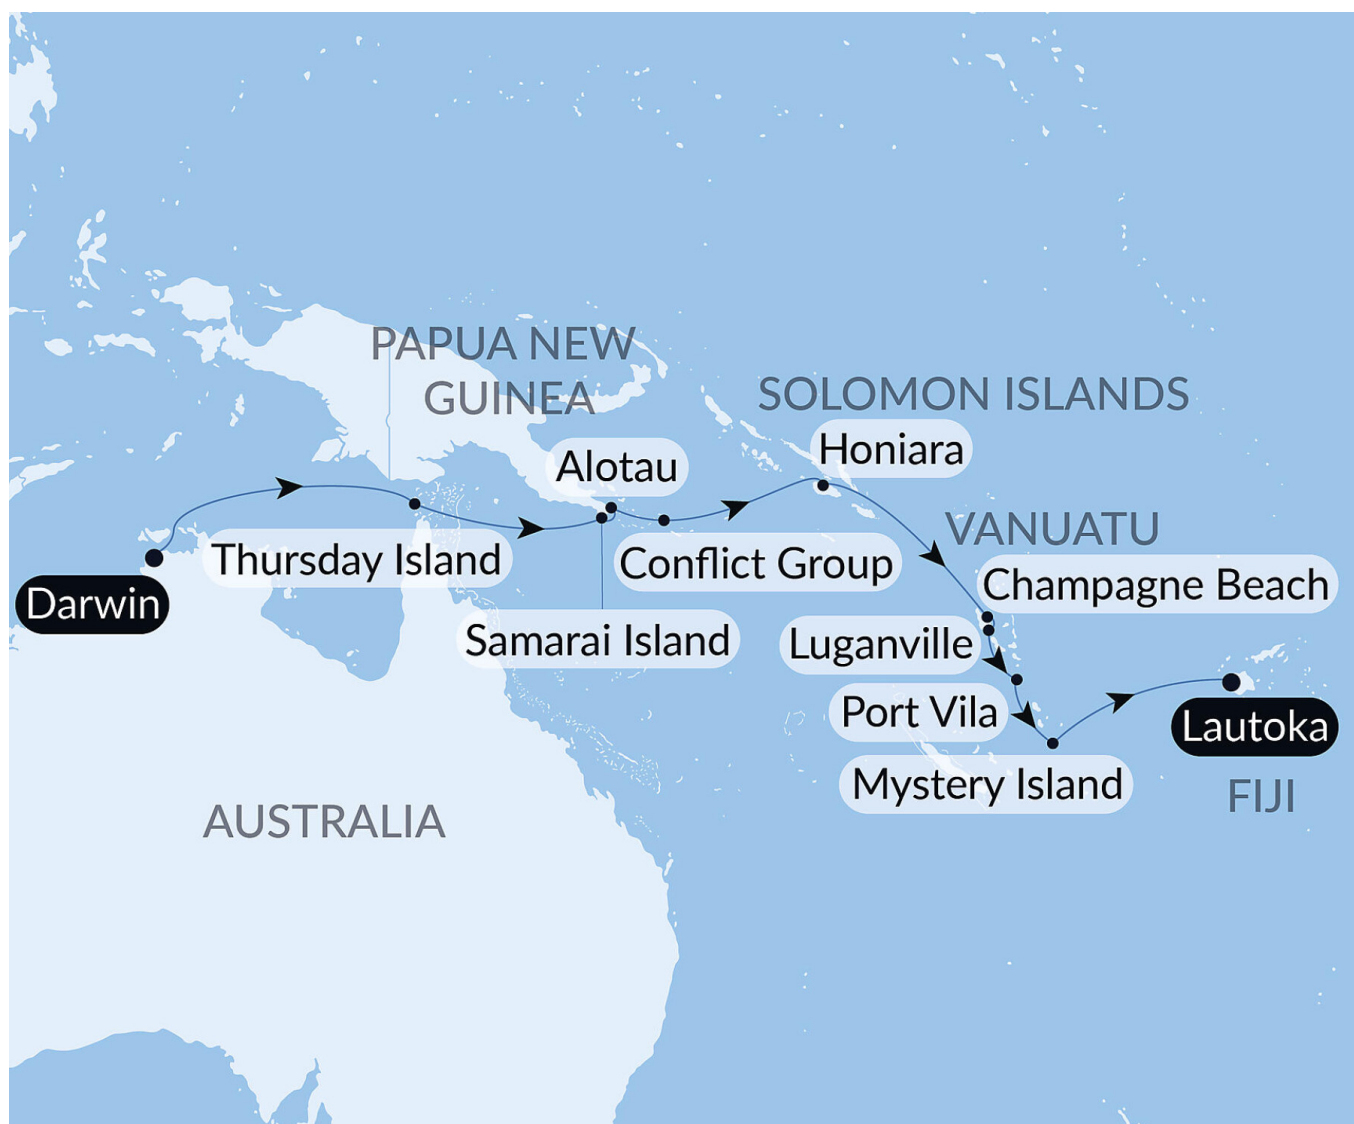 PAPUA NEW
GUINEA
SOLOMON ISLANDS
Honiara
Alotau
VANUATU
Thursday Island
Conflict Group
Champagne Beach
Darwin
Samarai Island
Luganville
Port Vila
Lautoka
Mystery Island
FIJI
AUSTRALIA